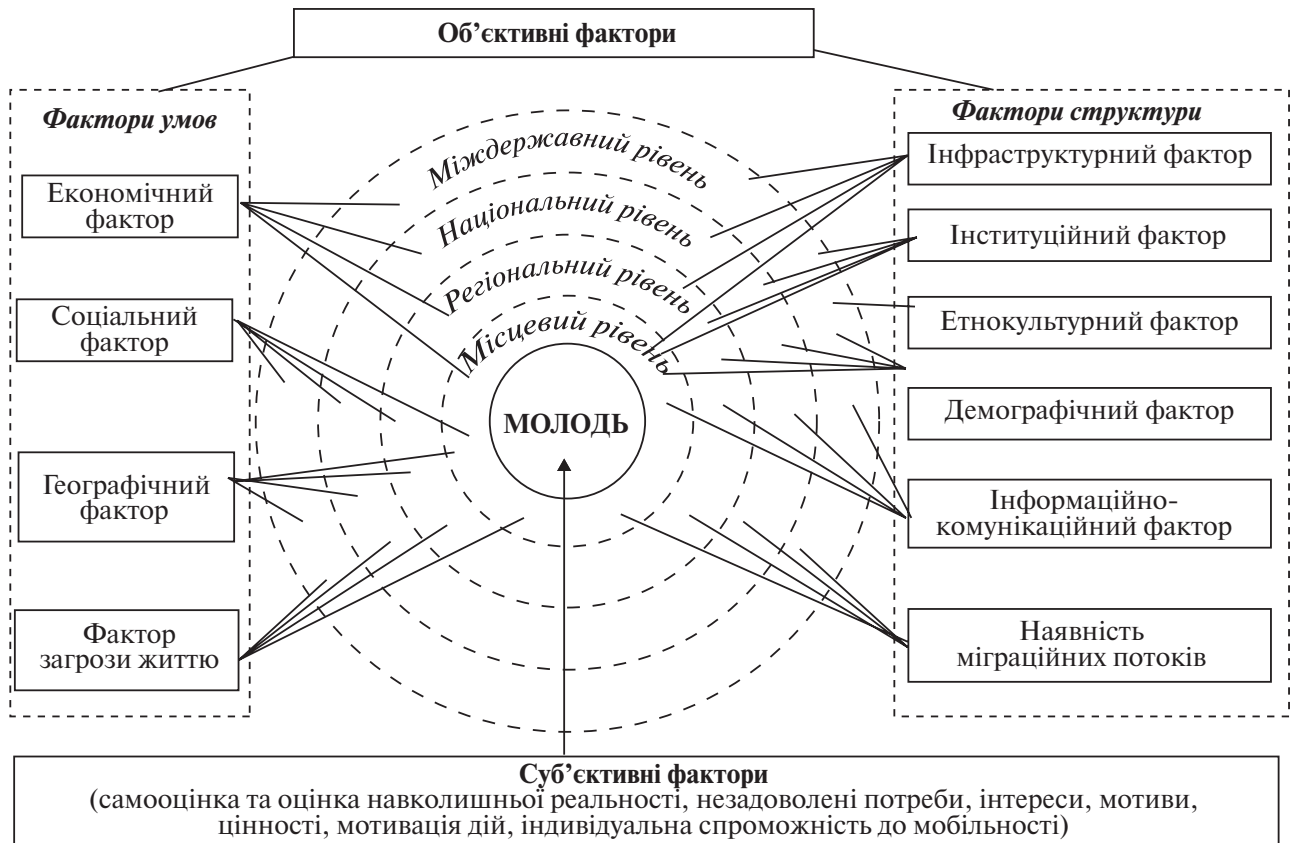 Об’єктивні фактори
Фактори умов
Економічний
фактор
Соціальний
фактор
Географічний
фактор
Фактор
загрози життю
Міждержавний рівень
Національний рівень
Регіональний рівень
Місцевий рівень
МОЛОДЬ
Фактори структури
Інфраструктурний фактор
Інституційний фактор
Етнокультурний фактор
Демографічний фактор
Інформаційно-
комунікаційний фактор
Наявність
міграційних потоків
Суб’єктивні фактори
(самооцінка та оцінка навколишньої реальності, незадоволені потреби, інтереси, мотиви,
цінності, мотивація дій, індивідуальна спроможність до мобільності)